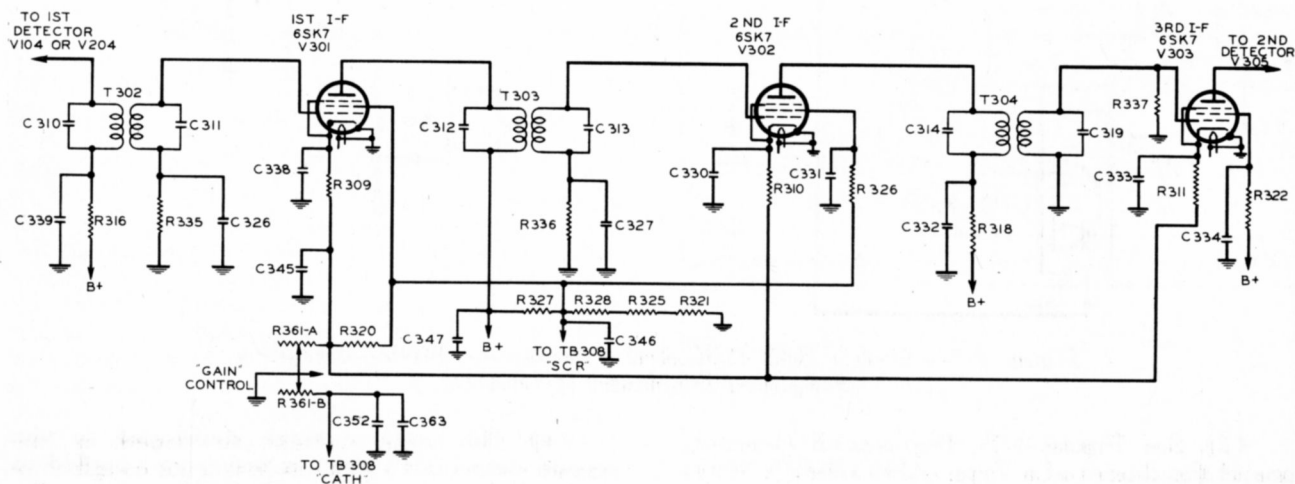 TO 1ST
DETECTOR
V104 OR V204
1ST I-F
6SK7
V301
2ND I-F
6SK7
V302
3RD I-F
6SK7
V303
TO 2ND
DETECTOR
V305
T302
C310
C311
T303
C312
C313
T304
C314
C319
R337
C338
R309
C330
R310
C331
R326
C333
R311
R322
C339
R316
R335
C326
R336
C327
C332
R318
C334
B+
B+
B+
C345
R361-A
R320
R327
R328
R325
R321
C347
B+
TO TB308
"SCR"
C346
"GAIN"
CONTROL
R361-B
C352
C363
TO TB308
"CATH"